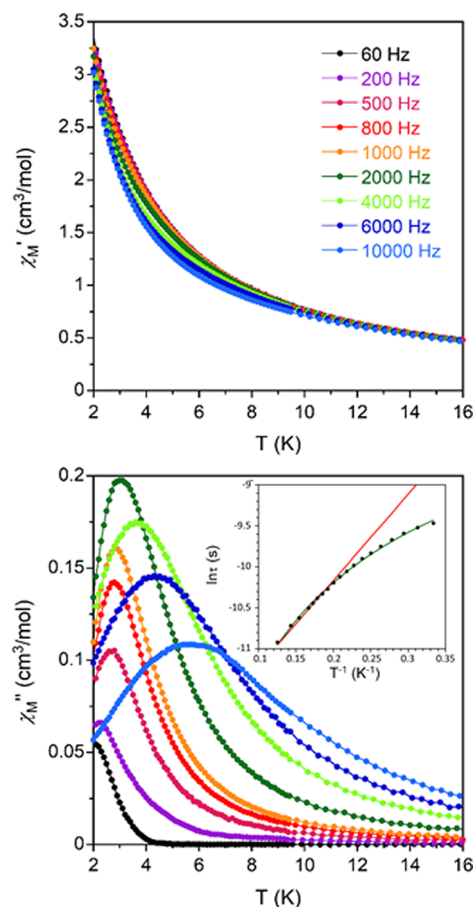 3.5
3
2.5
2
1.5
1
0.5
0
χM' (cm³/mol)
60 Hz
200 Hz
500 Hz
800 Hz
1000 Hz
2000 Hz
4000 Hz
6000 Hz
10000 Hz
2 4 6 8 10 12 14 16
T (K)
0.2
0.15
0.1
0.05
0
χM" (cm³/mol)
-9
-9.5
-10.0
-10.5
-11
lnτ (s)
0.1 0.15 0.2 0.25 0.3 0.35
T⁻¹ (K⁻¹)
2 4 6 8 10 12 14 16
T (K)